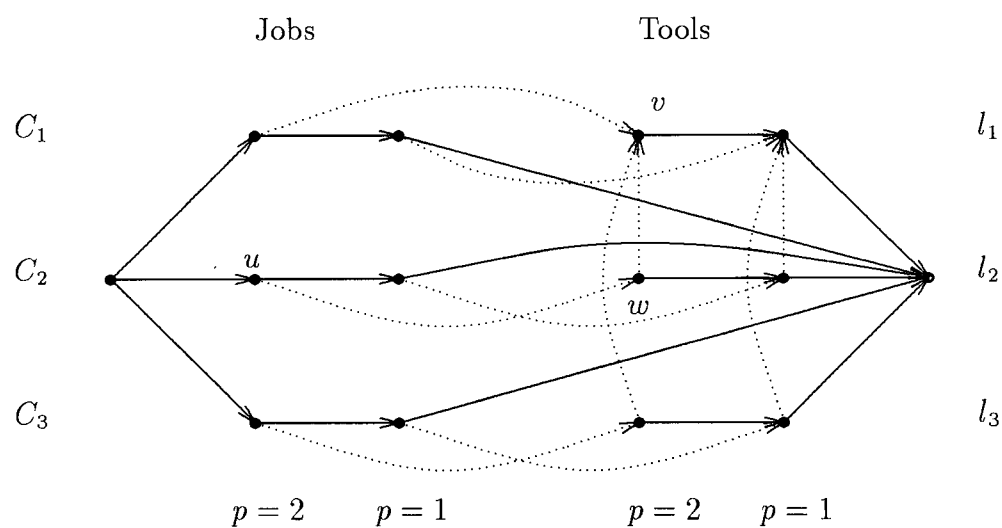 Jobs Tools
C₁ v l₁
C₂ u w l₂
C₃ l₃
p = 2 p = 1 p = 2 p = 1